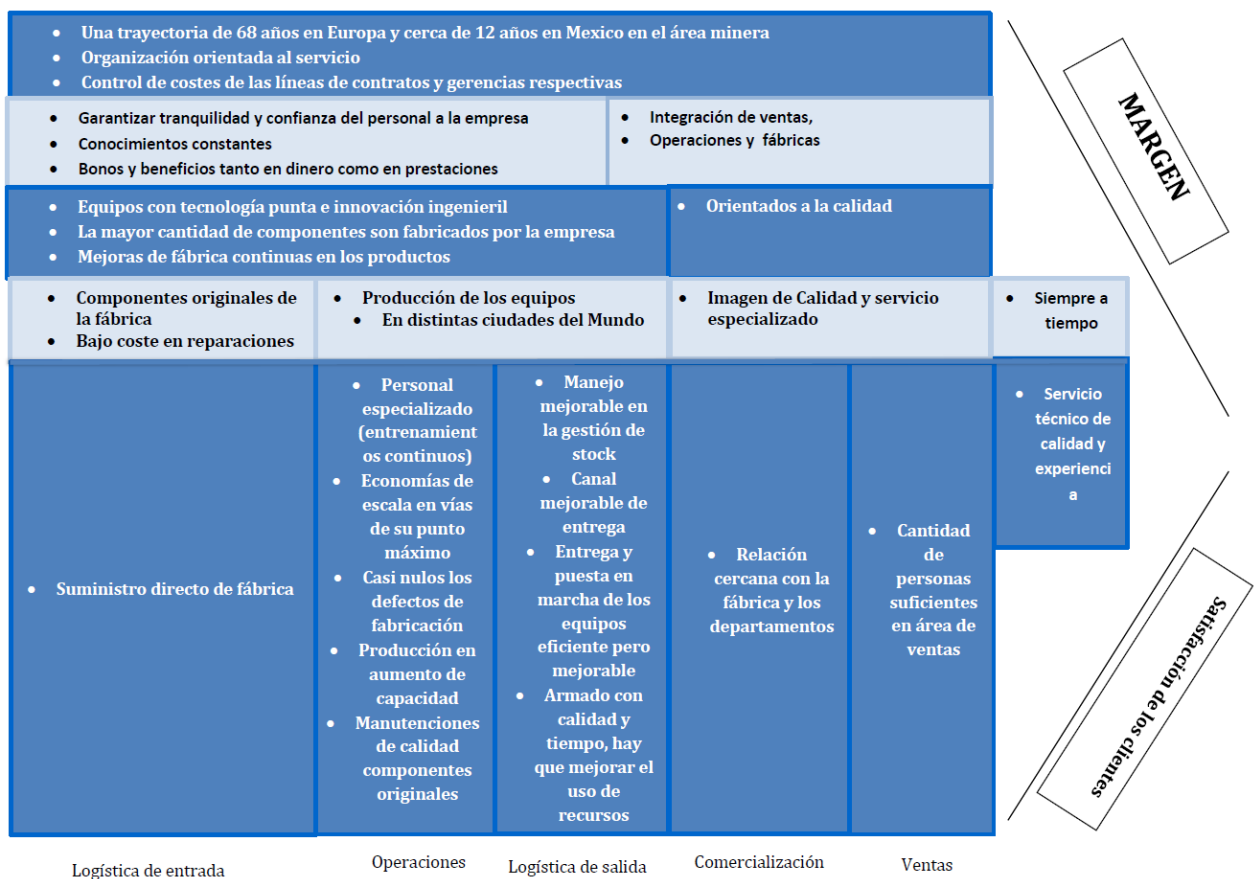 • Una trayectoria de 68 años en Europa y cerca de 12 años en Mexico en el área minera
• Organización orientada al servicio
• Control de costes de las líneas de contratos y gerencias respectivas
• Garantizar tranquilidad y confianza del personal a la empresa
• Conocimientos constantes
• Bonos y beneficios tanto en dinero como en prestaciones
• Integración de ventas,
• Operaciones y fábricas
• Equipos con tecnología punta e innovación ingenieril
• La mayor cantidad de componentes son fabricados por la empresa
• Mejoras de fábrica continuas en los productos
• Orientados a la calidad
• Componentes originales de
la fábrica
• Bajo coste en reparaciones
• Producción de los equipos
• En distintas ciudades del Mundo
• Imagen de Calidad y servicio
especializado
• Siempre a
tiempo
• Suministro directo de fábrica
• Personal
especializado
(entrenamient
os continuos)
• Economías de
escala en vías
de su punto
máximo
• Casi nulos los
defectos de
fabricación
• Producción en
aumento de
capacidad
• Manutenciones
de calidad
componentes
originales
• Manejo
mejorable en
la gestión de
stock
• Canal
mejorable de
entrega
• Entrega y
puesta en
marcha de los
equipos
eficiente pero
mejorable
• Armado con
calidad y
tiempo, hay
que mejorar el
uso de
recursos
• Relación
cercana con la
fábrica y los
departamentos
• Cantidad
de
personas
suficientes
en área de
ventas
• Servicio
técnico de
calidad y
experienci
a
MARGEN
Satisfacción de los clientes
Logística de entrada
Operaciones
Logística de salida
Comercialización
Ventas